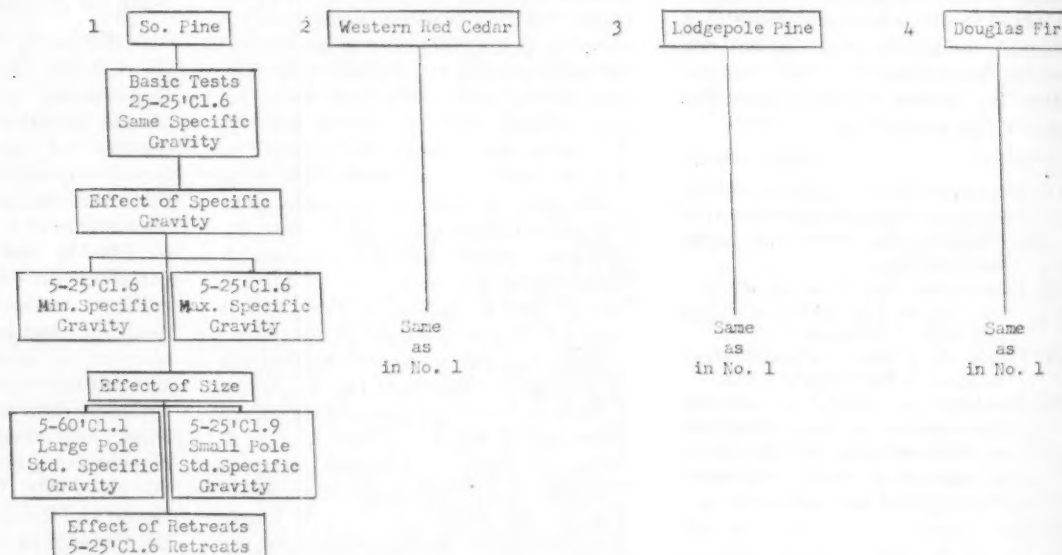 1 So. Pine 2 Western Red Cedar 3 Lodgepole Pine 4 Douglas Fir
Basic Tests
25-25'Cl.6
Same Specific
Gravity
Effect of Specific
Gravity
5-25'Cl.6
Min.Specific
Gravity
5-25'Cl.6
Max. Specific
Gravity
Same
as
in No. 1
Same
as
in No. 1
Same
as
in No. 1
Effect of Size
5-60'Cl.1
Large Pole
Std. Specific
Gravity
5-25'Cl.9
Small Pole
Std.Specific
Gravity
Effect of Retreats
5-25'Cl.6 Retreats